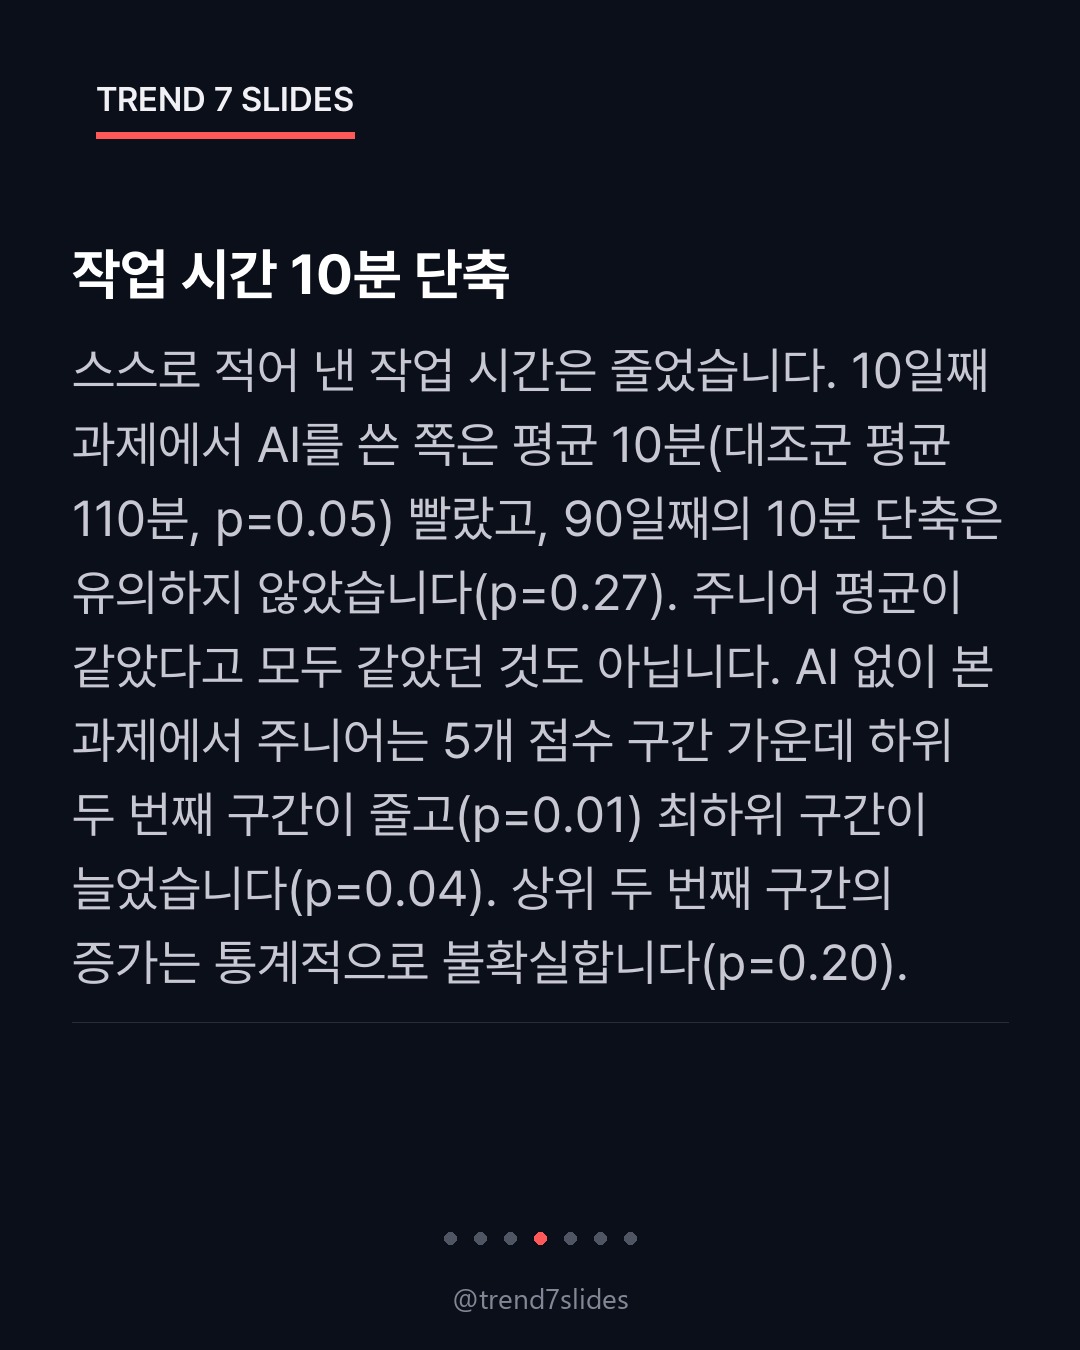 TREND 7 SLIDES
작업 시간 10분 단축
스스로 적어 낸 작업 시간은 줄었습니다. 10일째
과제에서 AI를 쓴 쪽은 평균 10분(대조군 평균
110분, p=0.05) 빨랐고, 90일째의 10분 단축은
유의하지 않았습니다(p=0.27). 주니어 평균이
같았다고 모두 같았던 것도 아닙니다. AI 없이 본
과제에서 주니어는 5개 점수 구간 가운데 하위
두 번째 구간이 줄고(p=0.01) 최하위 구간이
늘었습니다(p=0.04). 상위 두 번째 구간의
증가는 통계적으로 불확실합니다(p=0.20).
@trend7slides